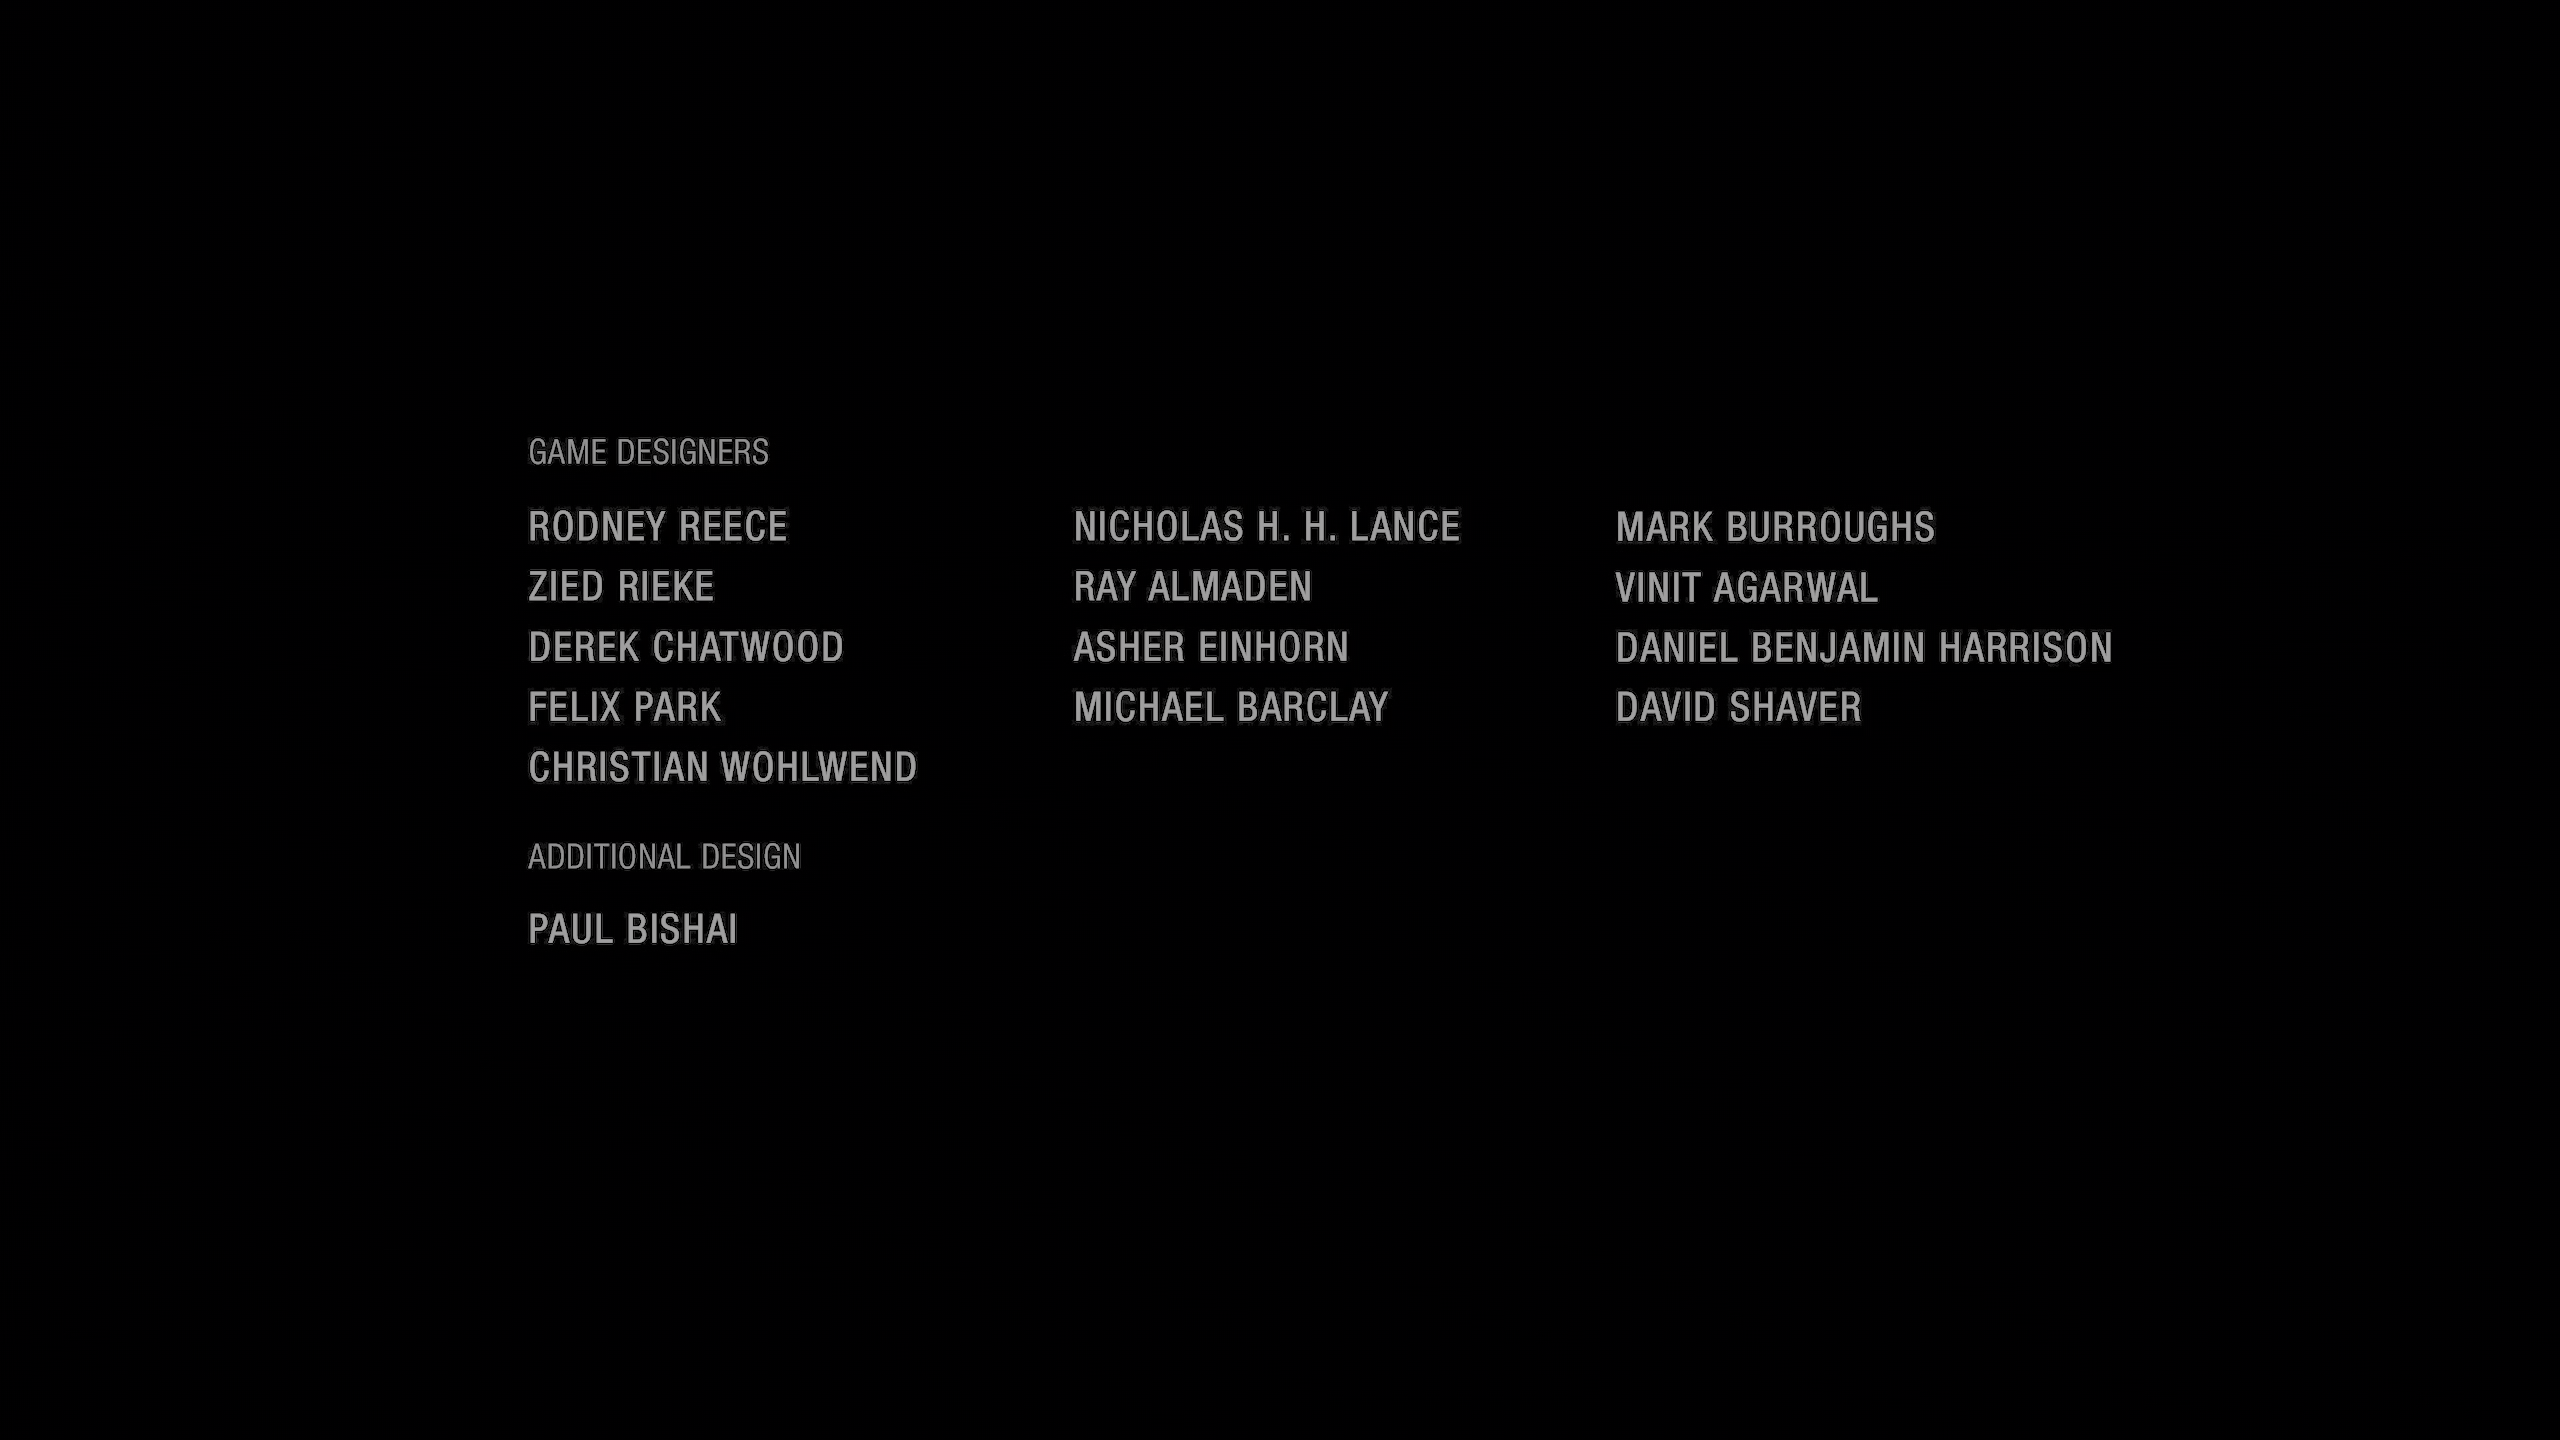 GAME DESIGNERS
RODNEY REECE
ZIED RIEKE
DEREK CHATWOOD
FELIX PARK
CHRISTIAN WOHLWEND
NICHOLAS H. H. LANCE
RAY ALMADEN
ASHER EINHORN
MICHAEL BARCLAY
MARK BURROUGHS
VINIT AGARWAL
DANIEL BENJAMIN HARRISON
DAVID SHAVER
ADDITIONAL DESIGN
PAUL BISHAI